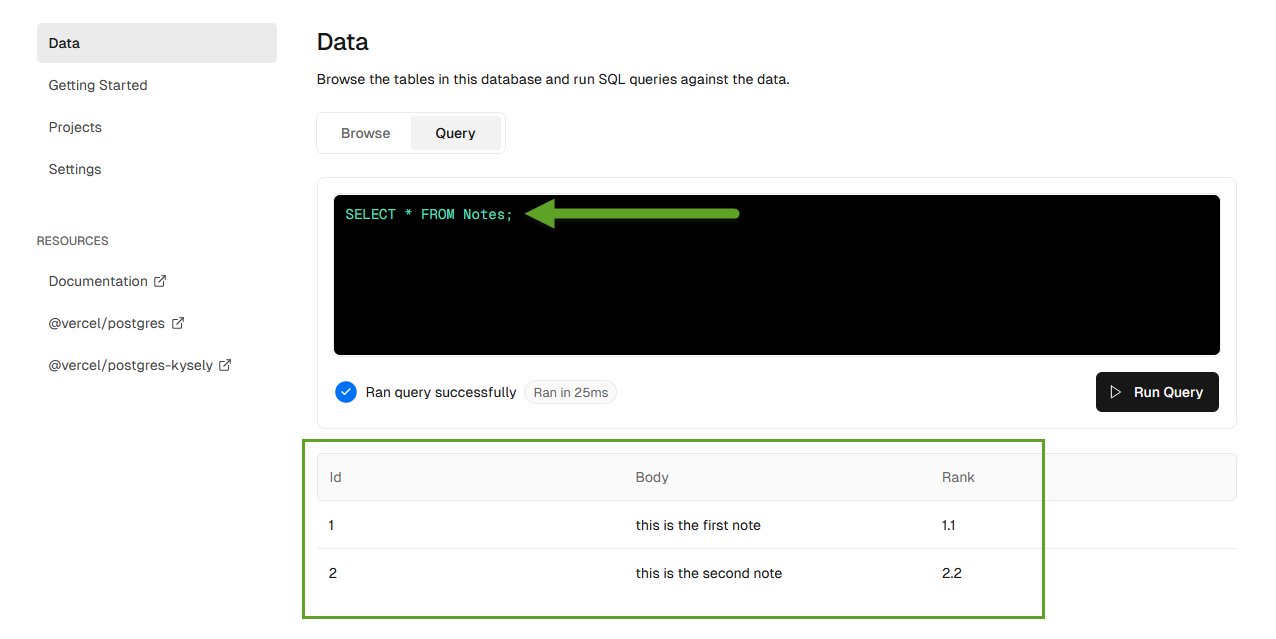 Data
Getting Started
Projects
Settings
RESOURCES
Documentation
@vercel/postgres
@vercel/postgres-kysely
Data
Browse the tables in this database and run SQL queries against the data.
Browse Query
SELECT * FROM Notes;
Ran query successfully Ran in 25ms Run Query
Id Body Rank
1 this is the first note 1.1
2 this is the second note 2.2